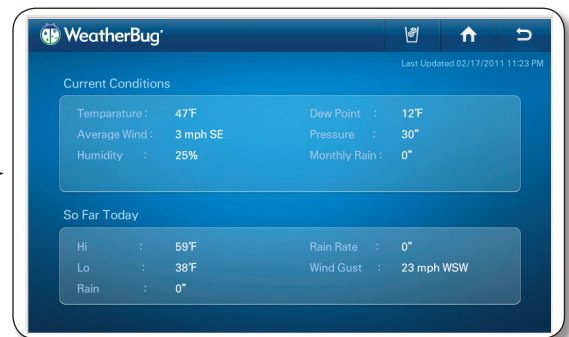 WeatherBug®
Last Updated 02/17/2011 11:23 PM
Current Conditions
Temparature : 47°F Dew Point : 12°F
Average Wind : 3 mph SE Pressure : 30"
Humidity : 25% Monthly Rain : 0"
So Far Today
Hi : 59°F Rain Rate : 0"
Lo : 38°F Wind Gust : 23 mph WSW
Rain : 0"